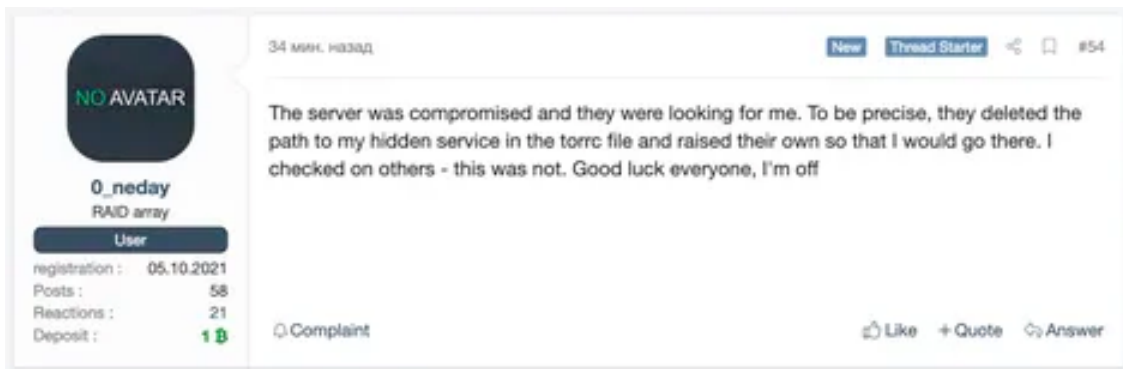 34 мин. назад
New
Thread Starter
#54
NO AVATAR
The server was compromised and they were looking for me. To be precise, they deleted the
path to my hidden service in the torrc file and raised their own so that I would go there. I
checked on others - this was not. Good luck everyone, I'm off
0_neday
RAID array
User
registration : 05.10.2021
Posts : 58
Reactions : 21
Deposit : 1 ₿
Complaint
Like
+ Quote
Answer